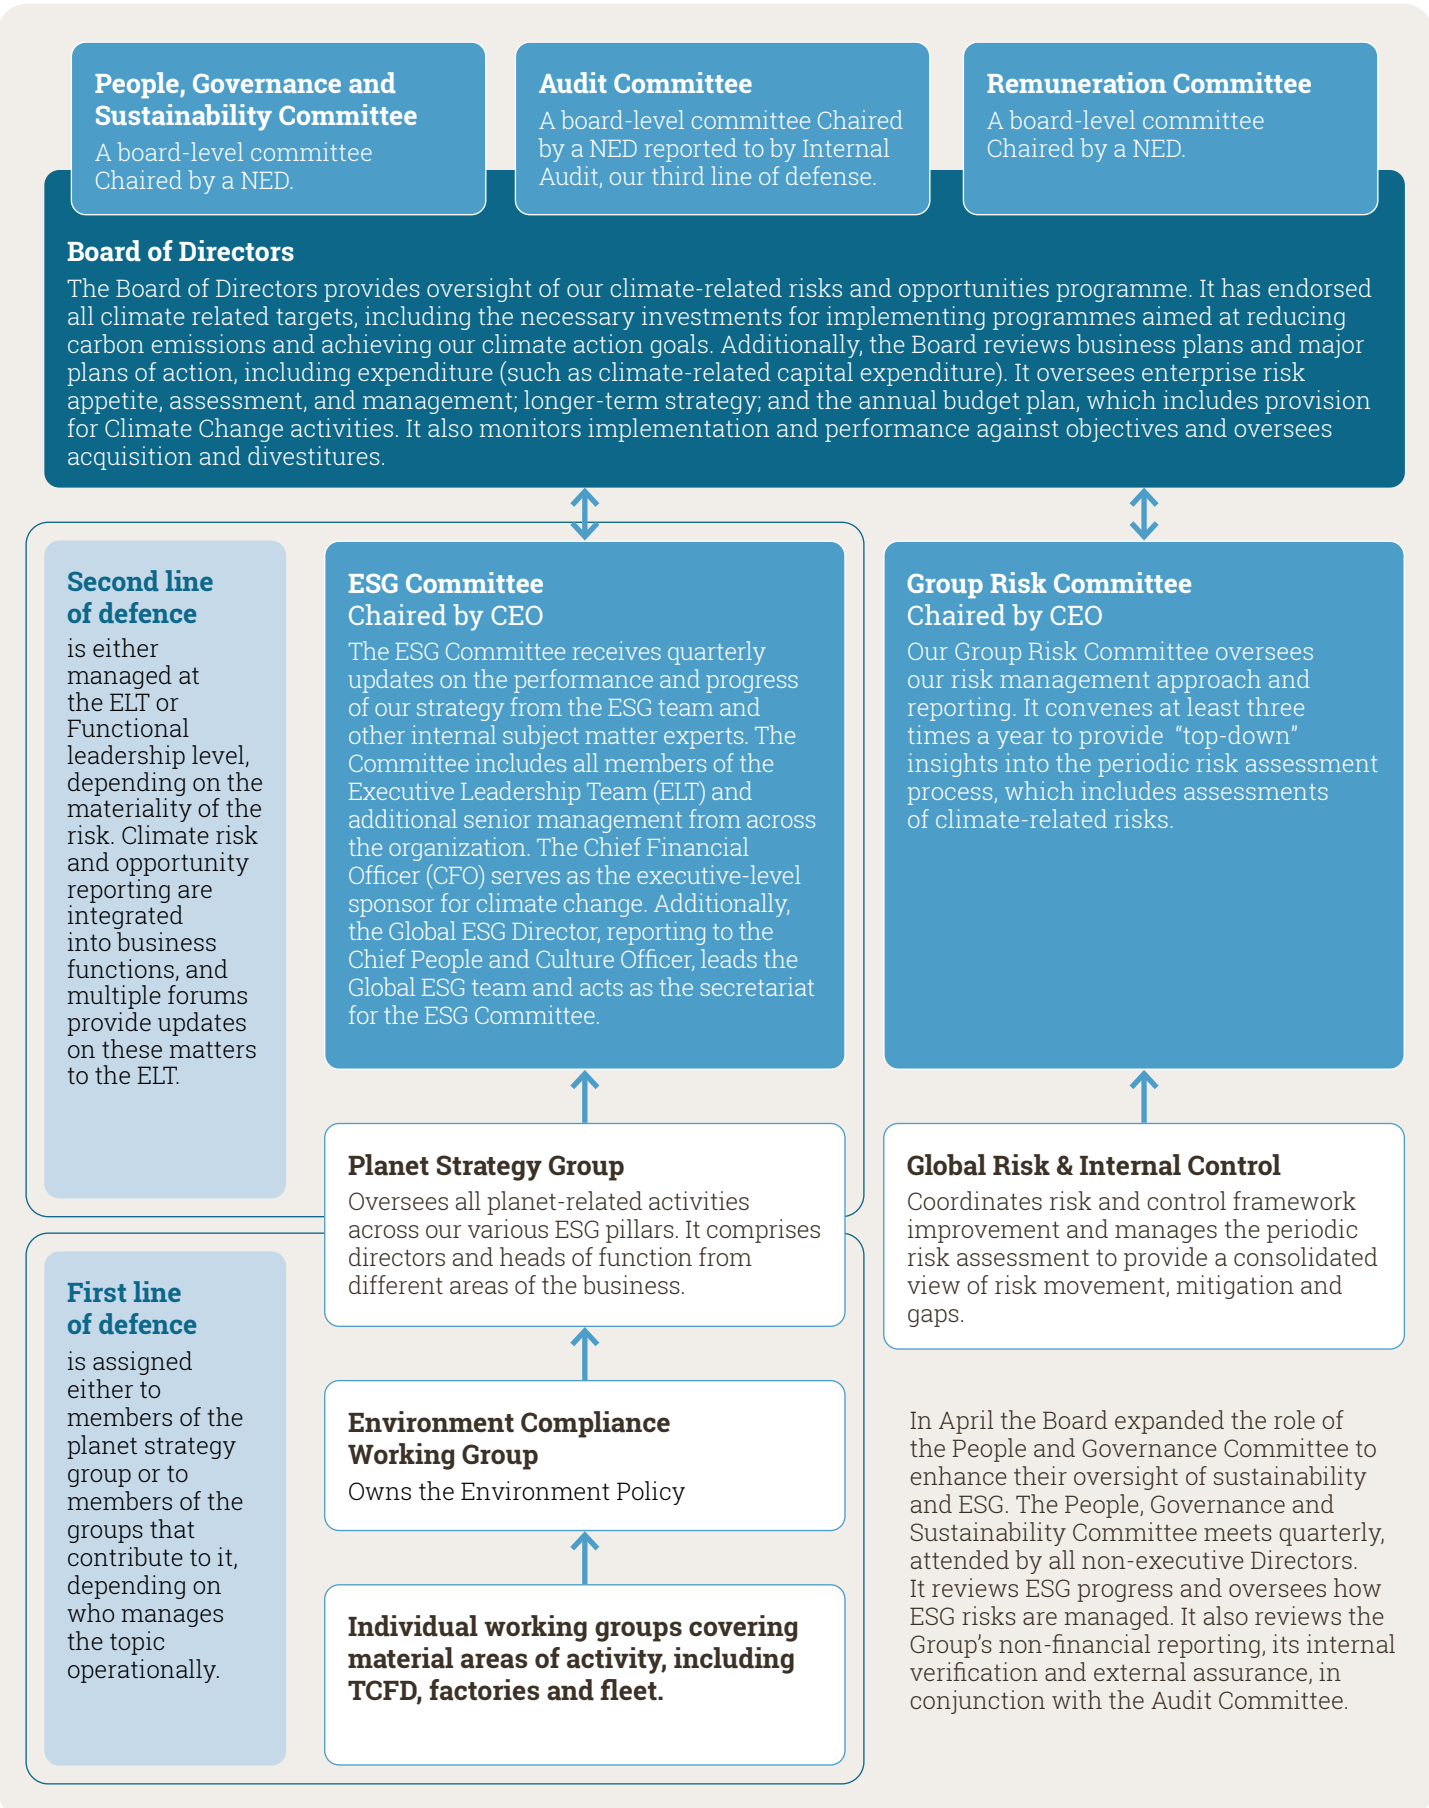 People, Governance and
Sustainability Committee
A board-level committee
Chaired by a NED.
Audit Committee
A board-level committee Chaired
by a NED reported to by Internal
Audit, our third line of defense.
Remuneration Committee
A board-level committee
Chaired by a NED.
Board of Directors
The Board of Directors provides oversight of our climate-related risks and opportunities programme. It has endorsed
all climate related targets, including the necessary investments for implementing programmes aimed at reducing
carbon emissions and achieving our climate action goals. Additionally, the Board reviews business plans and major
plans of action, including expenditure (such as climate-related capital expenditure). It oversees enterprise risk
appetite, assessment, and management; longer-term strategy; and the annual budget plan, which includes provision
for Climate Change activities. It also monitors implementation and performance against objectives and oversees
acquisition and divestitures.
Second line
of defence
is either
managed at
the ELT or
Functional
leadership level,
depending on the
materiality of the
risk. Climate risk
and opportunity
reporting are
integrated
into business
functions, and
multiple forums
provide updates
on these matters
to the ELT.
ESG Committee
Chaired by CEO
The ESG Committee receives quarterly
updates on the performance and progress
of our strategy from the ESG team and
other internal subject matter experts. The
Committee includes all members of the
Executive Leadership Team (ELT) and
additional senior management from across
the organization. The Chief Financial
Officer (CFO) serves as the executive-level
sponsor for climate change. Additionally,
the Global ESG Director, reporting to the
Chief People and Culture Officer, leads the
Global ESG team and acts as the secretariat
for the ESG Committee.
Group Risk Committee
Chaired by CEO
Our Group Risk Committee oversees
our risk management approach and
reporting. It convenes at least three
times a year to provide “top-down”
insights into the periodic risk assessment
process, which includes assessments
of climate-related risks.
Planet Strategy Group
Oversees all planet-related activities
across our various ESG pillars. It comprises
directors and heads of function from
different areas of the business.
Global Risk & Internal Control
Coordinates risk and control framework
improvement and manages the periodic
risk assessment to provide a consolidated
view of risk movement, mitigation and
gaps.
First line
of defence
is assigned
either to
members of the
planet strategy
group or to
members of the
groups that
contribute to it,
depending on
who manages
the topic
operationally.
Environment Compliance
Working Group
Owns the Environment Policy
Individual working groups covering
material areas of activity, including
TCFD, factories and fleet.
In April the Board expanded the role of
the People and Governance Committee to
enhance their oversight of sustainability
and ESG. The People, Governance and
Sustainability Committee meets quarterly,
attended by all non-executive Directors.
It reviews ESG progress and oversees how
ESG risks are managed. It also reviews the
Group’s non-financial reporting, its internal
verification and external assurance, in
conjunction with the Audit Committee.